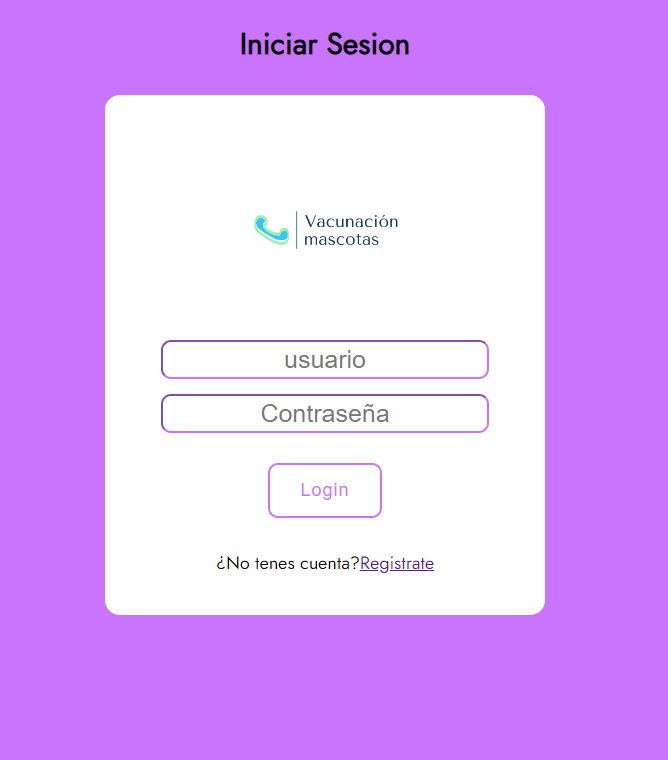 Iniciar Sesion
Vacunación
mascotas
usuario
Contraseña
Login
¿No tenes cuenta?Registrate